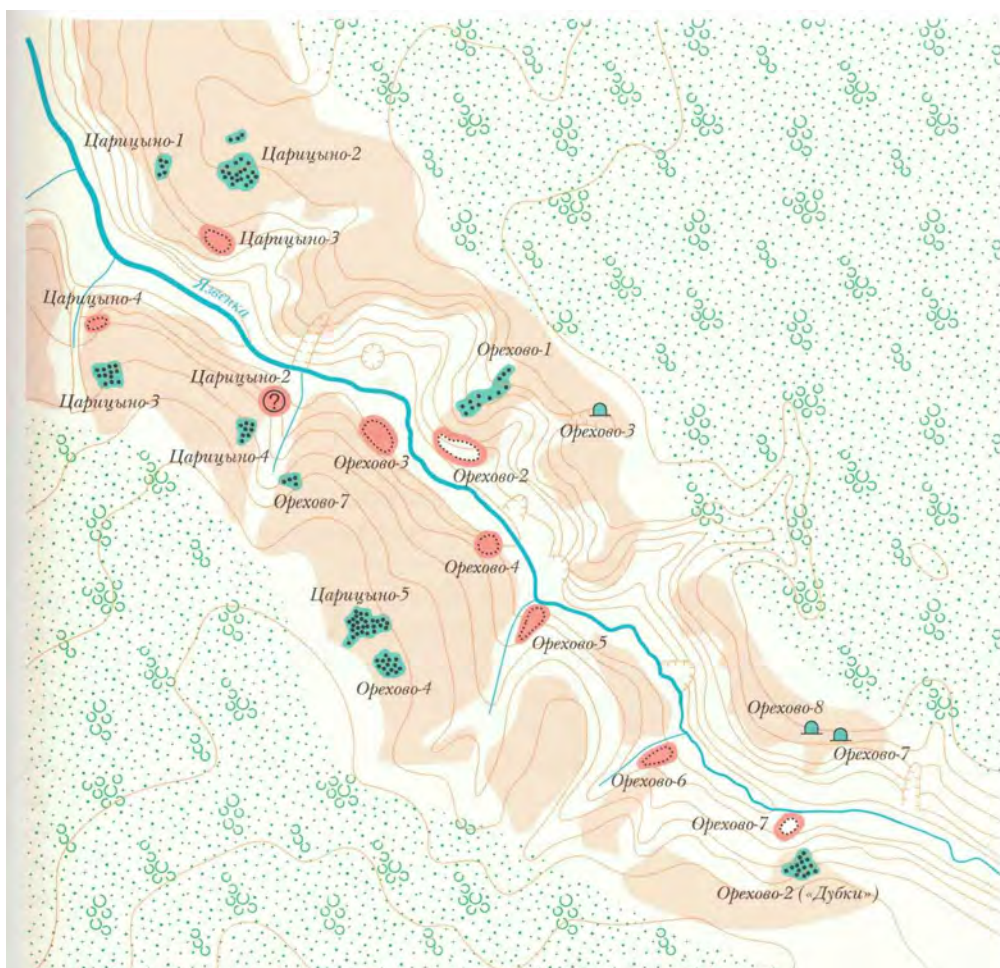 Царицыно-1
Царицыно-2
Царицыно-3
Язвенка
Царицыно-4
Орехово-1
Царицыно-2
?
Царицыно-3
Орехово-3
Царицыно-4
Орехово-3
Орехово-2
Орехово-7
Орехово-4
Царицыно-5
Орехово-5
Орехово-4
Орехово-8
Орехово-7
Орехово-6
Орехово-7
Орехово-2 («Дубки»)